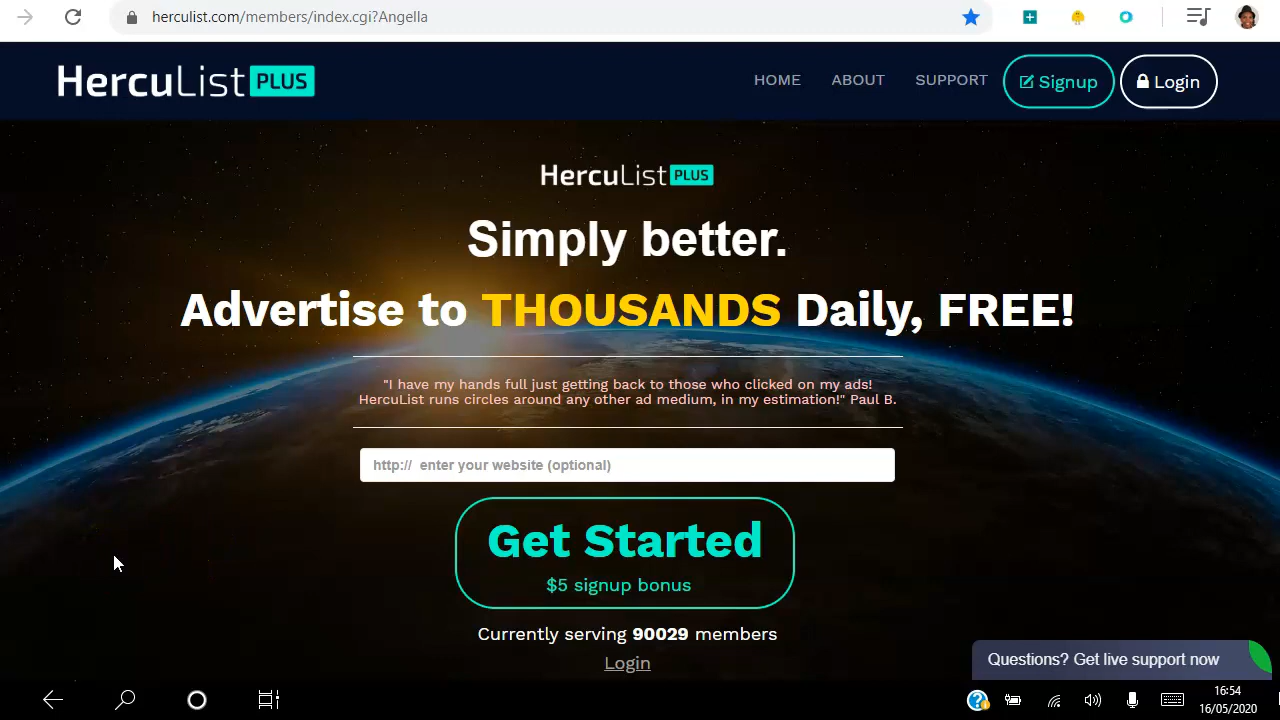 herculist.com/members/index.cgi?Angella
HercuList PLUS
HOME
ABOUT
SUPPORT
Signup
Login
HercuList PLUS
Simply better.
Advertise to THOUSANDS Daily, FREE!
"I have my hands full just getting back to those who clicked on my ads!
HercuList runs circles around any other ad medium, in my estimation!" Paul B.
http:// enter your website (optional)
Get Started
$5 signup bonus
Currently serving 90029 members
Login
Questions? Get live support now
16:54
16/05/2020